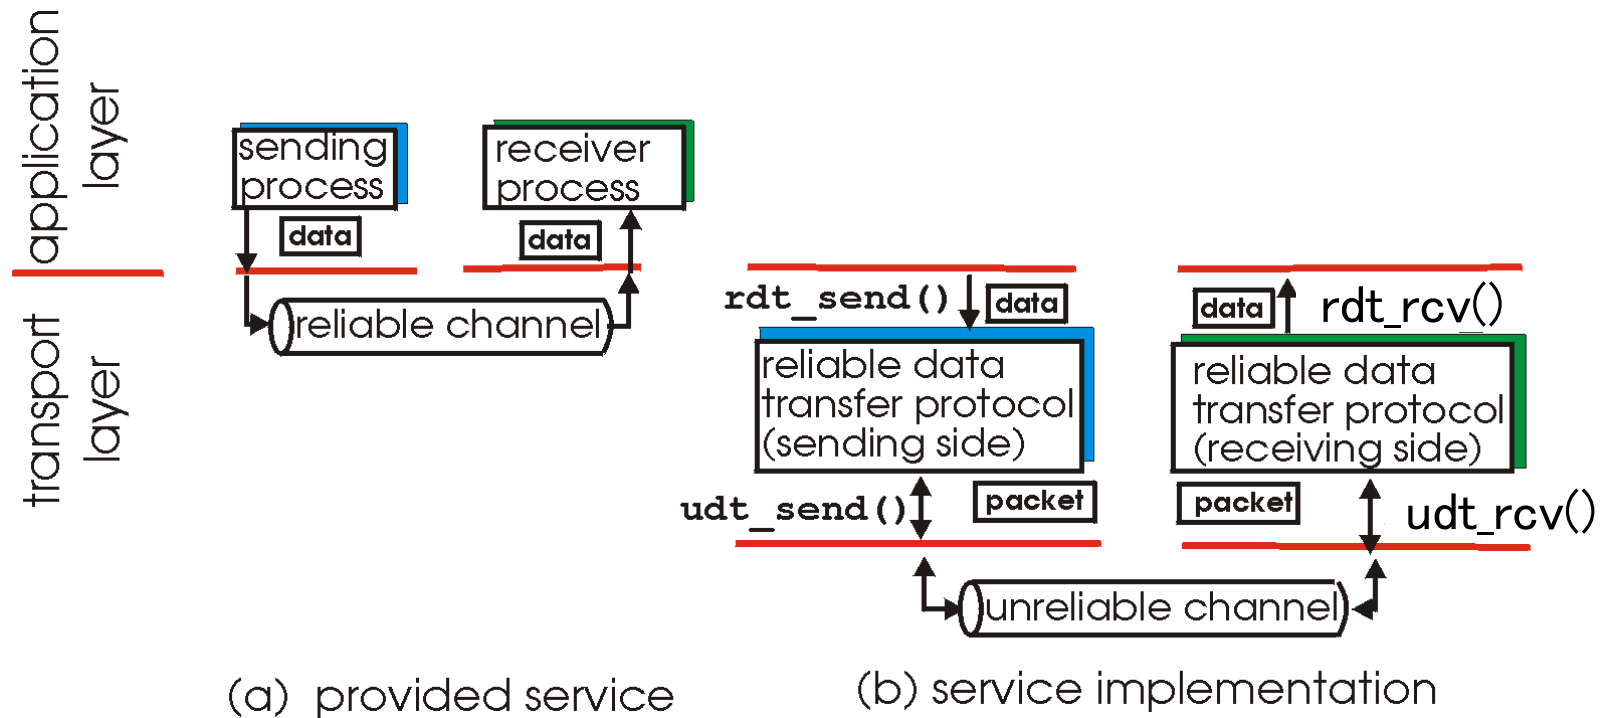 application
layer
transport
layer
sending
process
receiver
process
data
data
reliable channel
(a) provided service
rdt_send()
data
data
rdt_rcv()
reliable data
transfer protocol
(sending side)
reliable data
transfer protocol
(receiving side)
udt_send()
packet
packet
udt_rcv()
unreliable channel
(b) service implementation